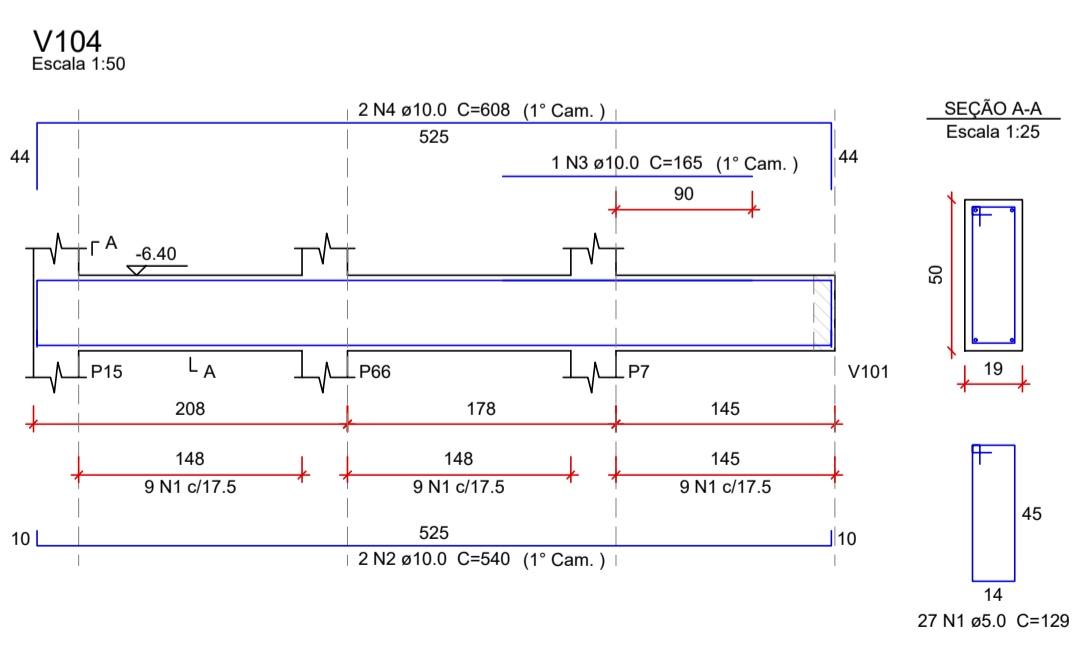 V104
Escala 1:50
2 N4 ø10.0 C=608 (1° Cam. )
525
44
44
1 N3 ø10.0 C=165 (1° Cam. )
90
A
-6.40
P15
A
P66
P7
V101
208
178
145
148
148
145
9 N1 c/17.5
9 N1 c/17.5
9 N1 c/17.5
10
525
10
2 N2 ø10.0 C=540 (1° Cam. )
SEÇÃO A-A
Escala 1:25
50
19
45
14
27 N1 ø5.0 C=129